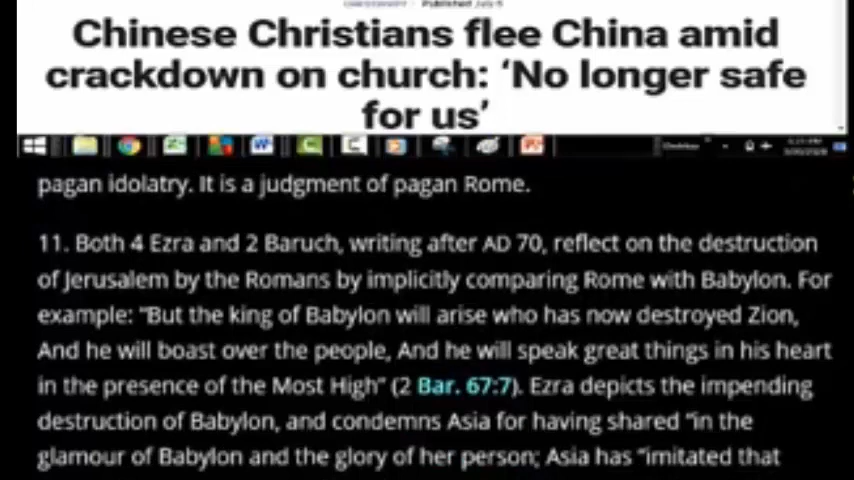 Chinese Christians flee China amid
crackdown on church: ‘No longer safe
for us’
pagan idolatry. It is a judgment of pagan Rome.
11. Both 4 Ezra and 2 Baruch, writing after AD 70, reflect on the destruction
of Jerusalem by the Romans by implicitly comparing Rome with Babylon. For
example: “But the king of Babylon will arise who has now destroyed Zion,
And he will boast over the people, And he will speak great things in his heart
in the presence of the Most High” (2 Bar. 67:7). Ezra depicts the impending
destruction of Babylon, and condemns Asia for having shared “in the
glamour of Babylon and the glory of her person; Asia has “imitated that